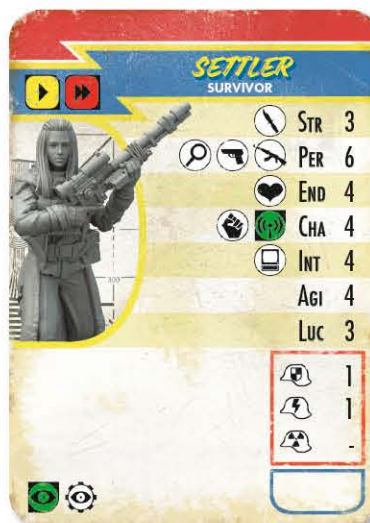 SETTLER
SURVIVOR
STR 3
PER 6
END 4
CHA 4
INT 4
AGI 4
LUC 3
1
1
-